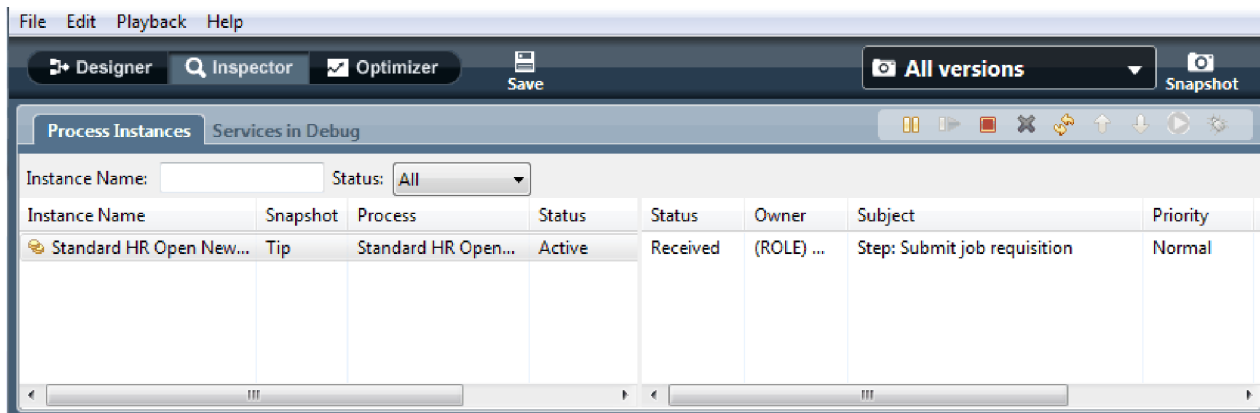 File Edit Playback Help
Designer Inspector Optimizer Save All versions Snapshot
Process Instances Services in Debug
Instance Name: Status: All
Instance Name Snapshot Process Status Status Owner Subject Priority
Standard HR Open New... Tip Standard HR Open... Active Received (ROLE) ... Step: Submit job requisition Normal